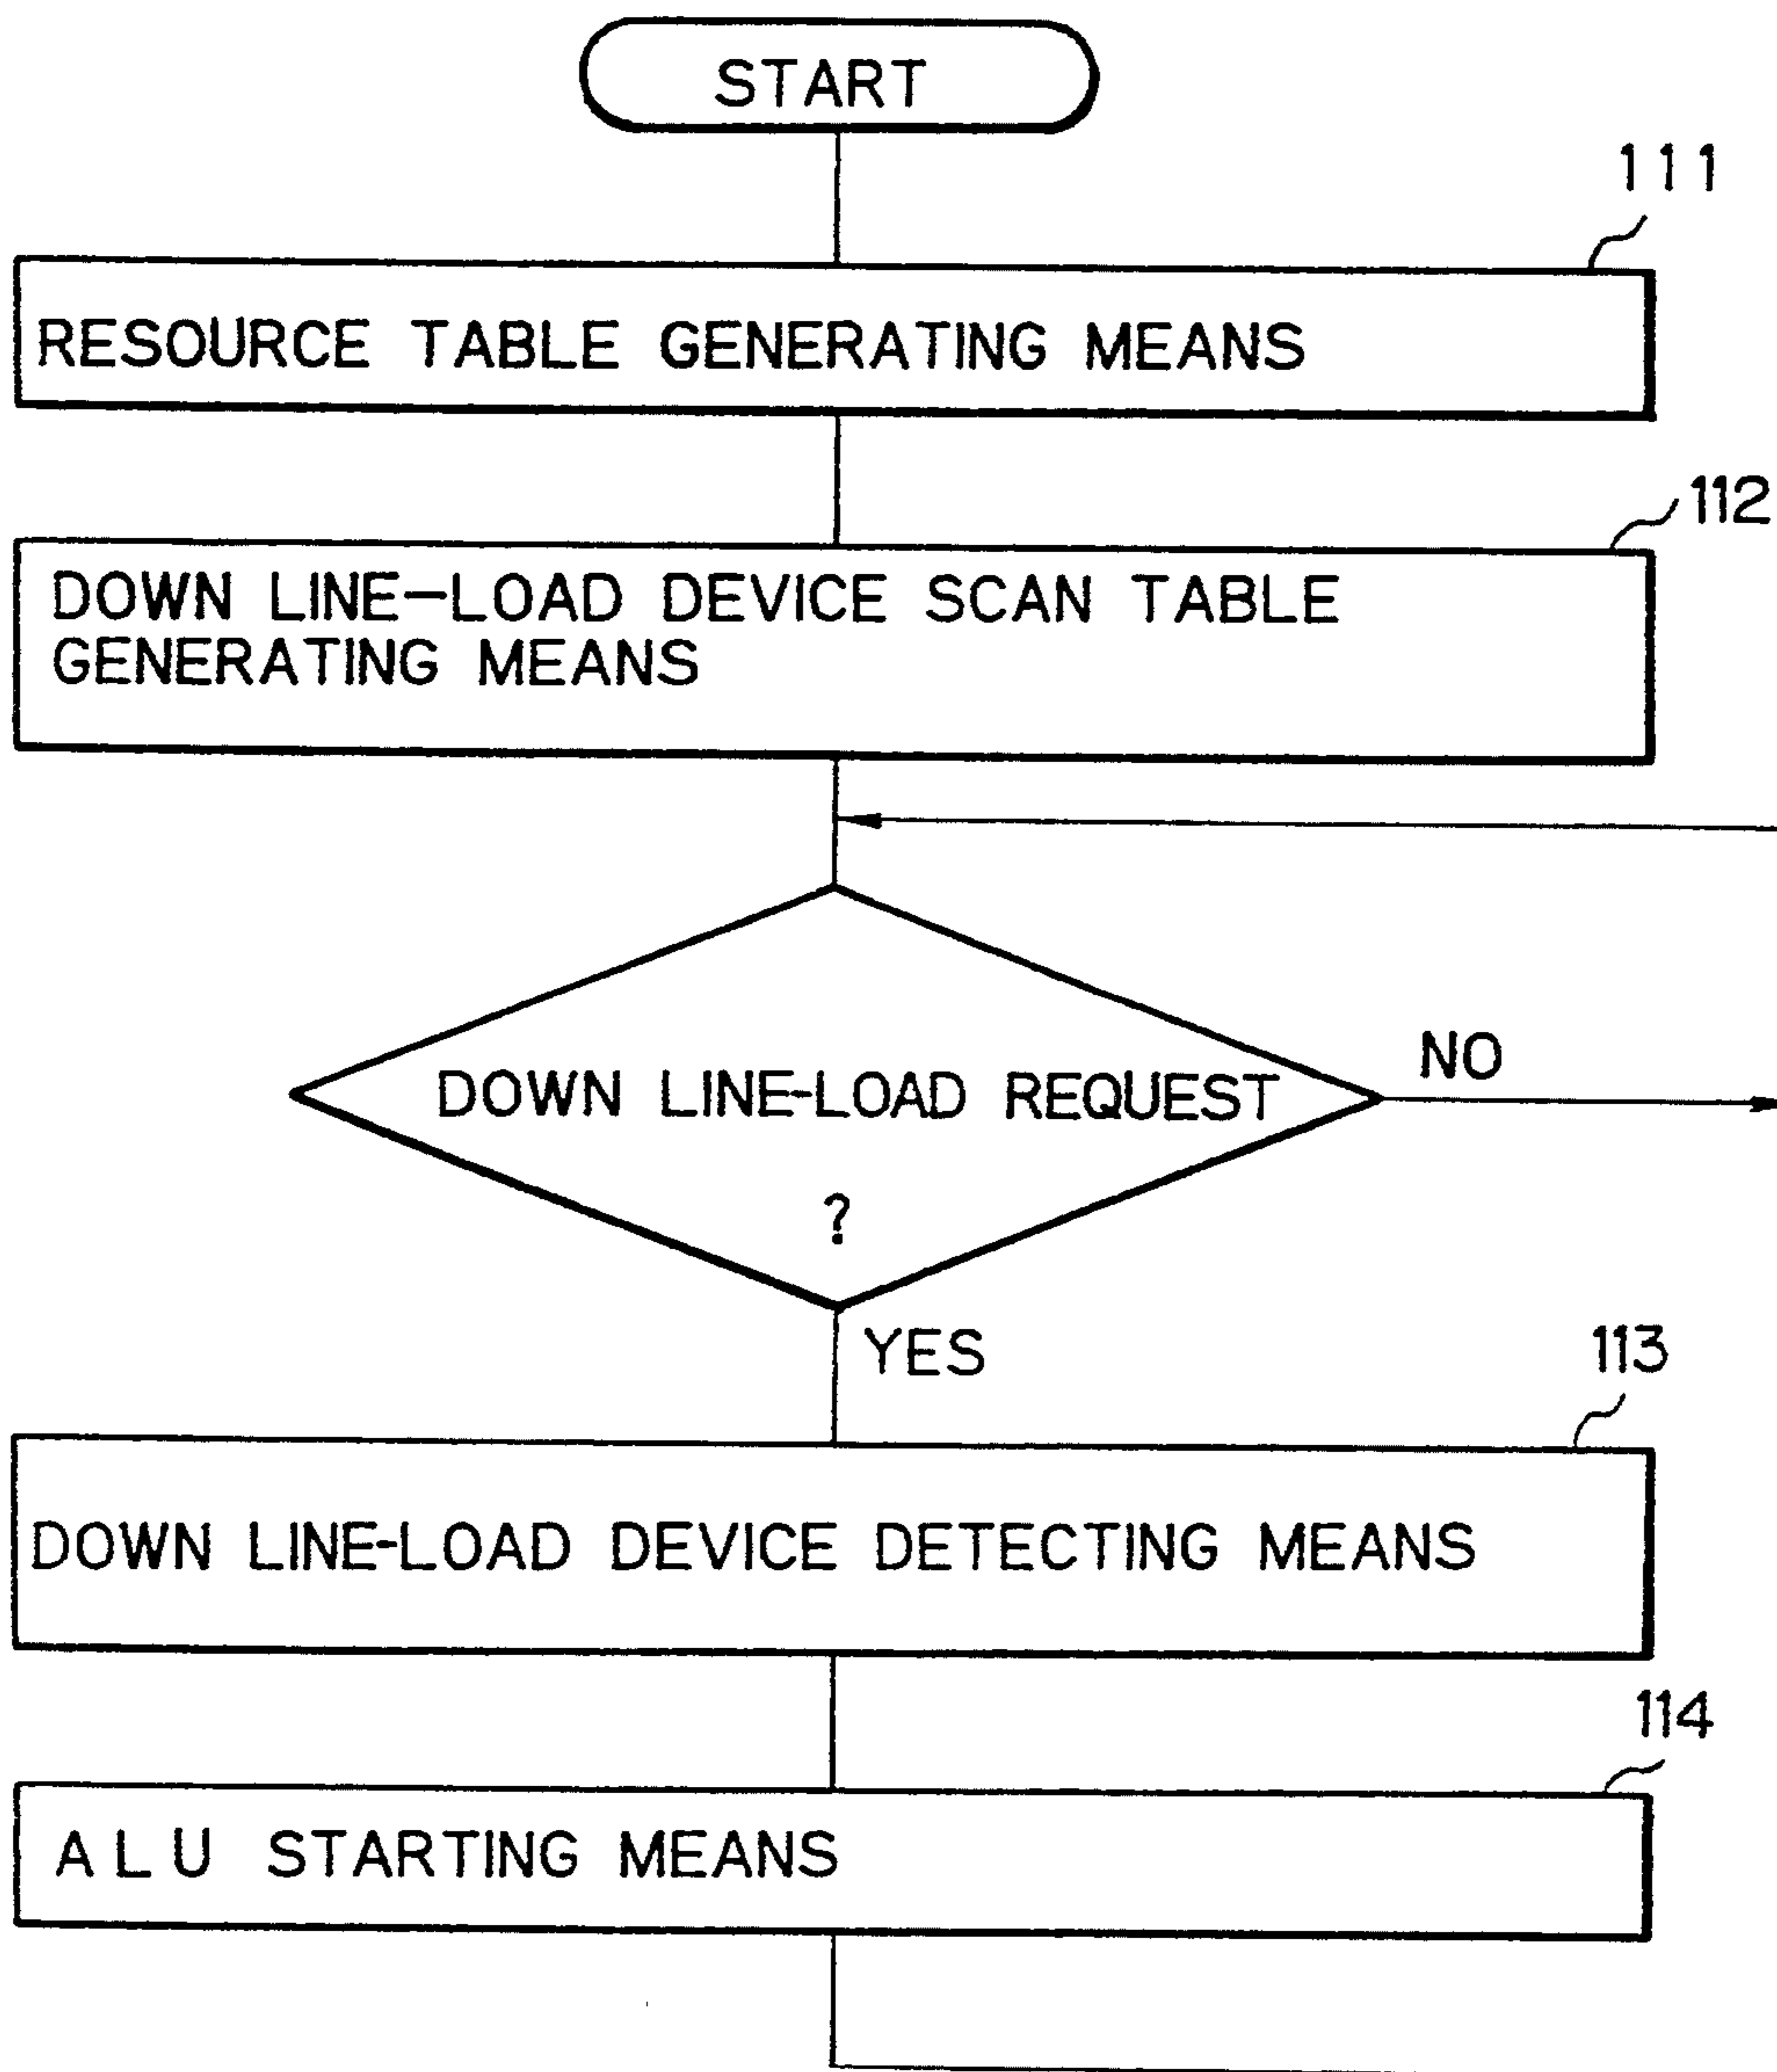 START
111
RESOURCE TABLE GENERATING MEANS
112
DOWN LINE-LOAD DEVICE SCAN TABLE
GENERATING MEANS
DOWN LINE-LOAD REQUEST
?
NO
YES
113
DOWN LINE-LOAD DEVICE DETECTING MEANS
114
ALU STARTING MEANS